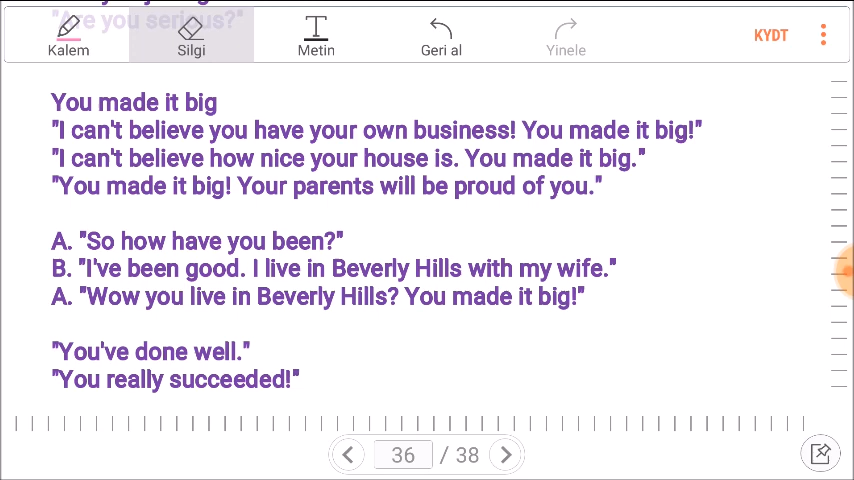 "Are you serious?"
Kalem
Silgi
Metin
Geri al
Yinele
KYDT
You made it big
"I can't believe you have your own business! You made it big!"
"I can't believe how nice your house is. You made it big."
"You made it big! Your parents will be proud of you."
A. "So how have you been?"
B. "I've been good. I live in Beverly Hills with my wife."
A. "Wow you live in Beverly Hills? You made it big!"
"You've done well."
"You really succeeded!"
36 / 38